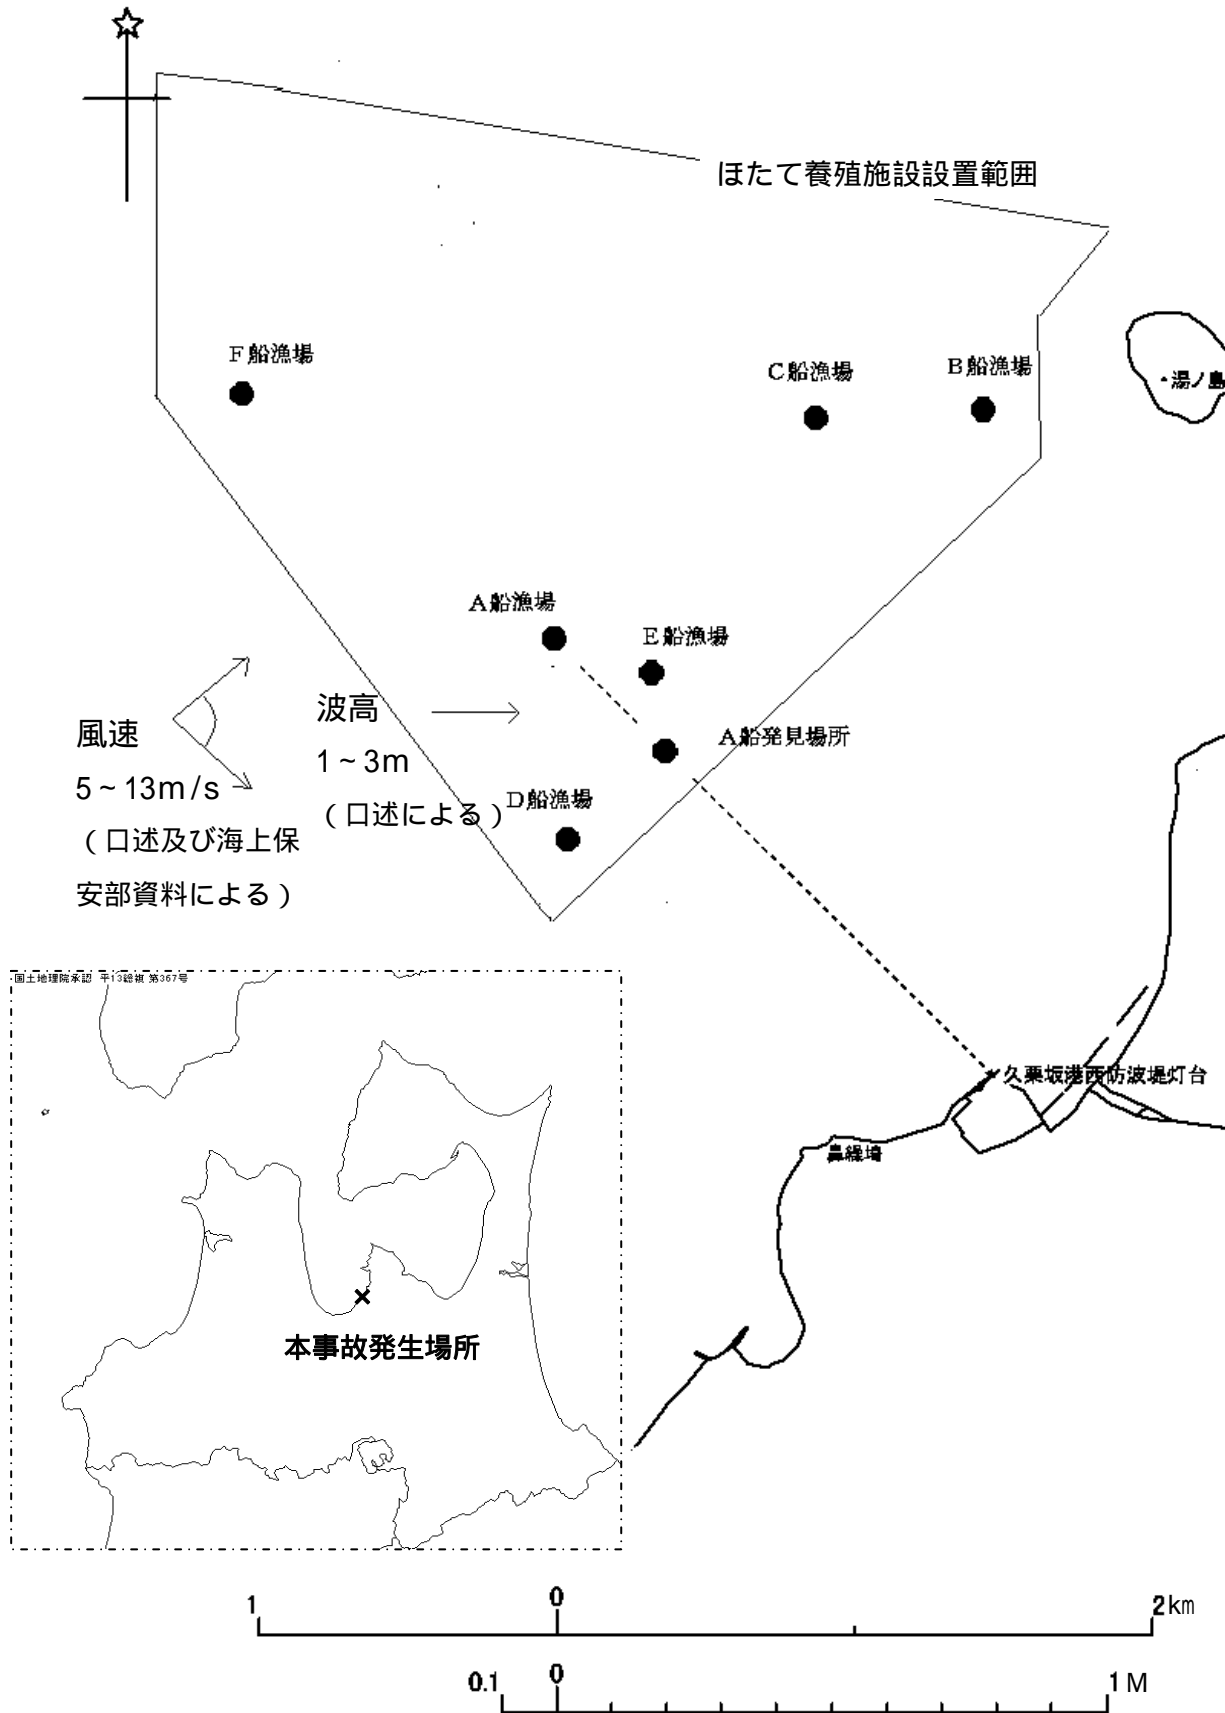 ほたて養殖施設設置範囲
F船漁場
C船漁場
B船漁場
湯ノ島
A船漁場
E船漁場
A船発見場所
D船漁場
風速
5~13m/s
(口述及び海上保
安部資料による)
波高
1~3m
(口述による)
国土地理院承認 平13総複 第367号
久栗坂港西防波堤灯台
鼻繰埼
本事故発生場所
1 0 2km
0.1 0 1M